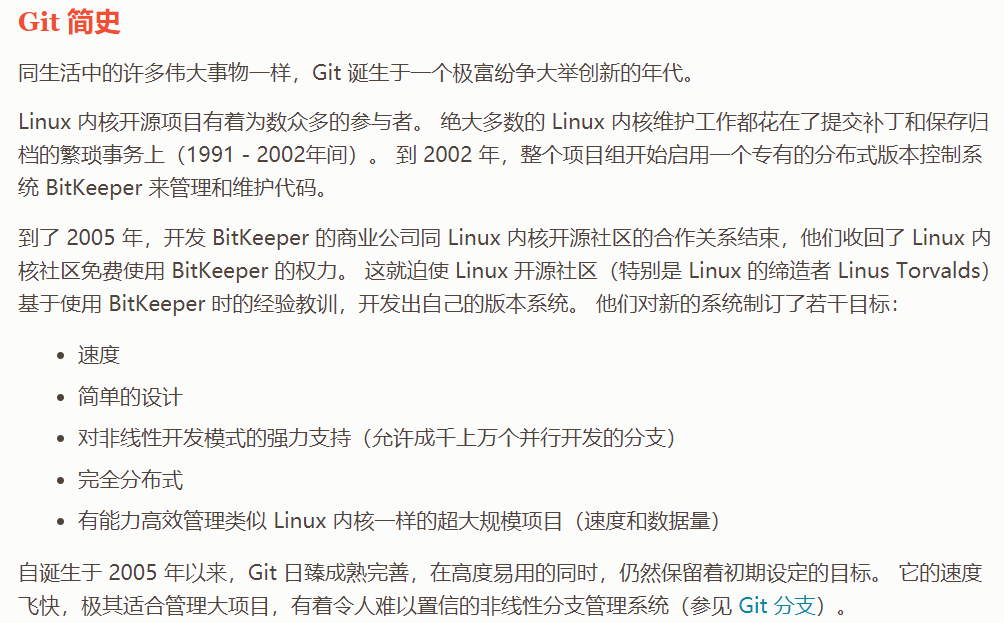 Git 简史
同生活中的许多伟大事物一样，Git 诞生于一个极富纷争大举创新的年代。
Linux 内核开源项目有着为数众多的参与者。 绝大多数的 Linux 内核维护工作都花在了提交补丁和保存归
档的繁琐事务上（1991－2002年间）。 到 2002 年，整个项目组开始启用一个专有的分布式版本控制系
统 BitKeeper 来管理和维护代码。
到了 2005 年，开发 BitKeeper 的商业公司同 Linux 内核开源社区的合作关系结束，他们收回了 Linux 内
核社区免费使用 BitKeeper 的权力。 这就迫使 Linux 开源社区（特别是 Linux 的缔造者 Linus Torvalds）
基于使用 BitKeeper 时的经验教训，开发出自己的版本系统。 他们对新的系统制订了若干目标：
• 速度
• 简单的设计
• 对非线性开发模式的强力支持（允许成千上万个并行开发的分支）
• 完全分布式
• 有能力高效管理类似 Linux 内核一样的超大规模项目（速度和数据量）
自诞生于 2005 年以来，Git 日臻成熟完善，在高度易用的同时，仍然保留着初期设定的目标。 它的速度
飞快，极其适合管理大项目，有着令人难以置信的非线性分支管理系统（参见 Git 分支）。